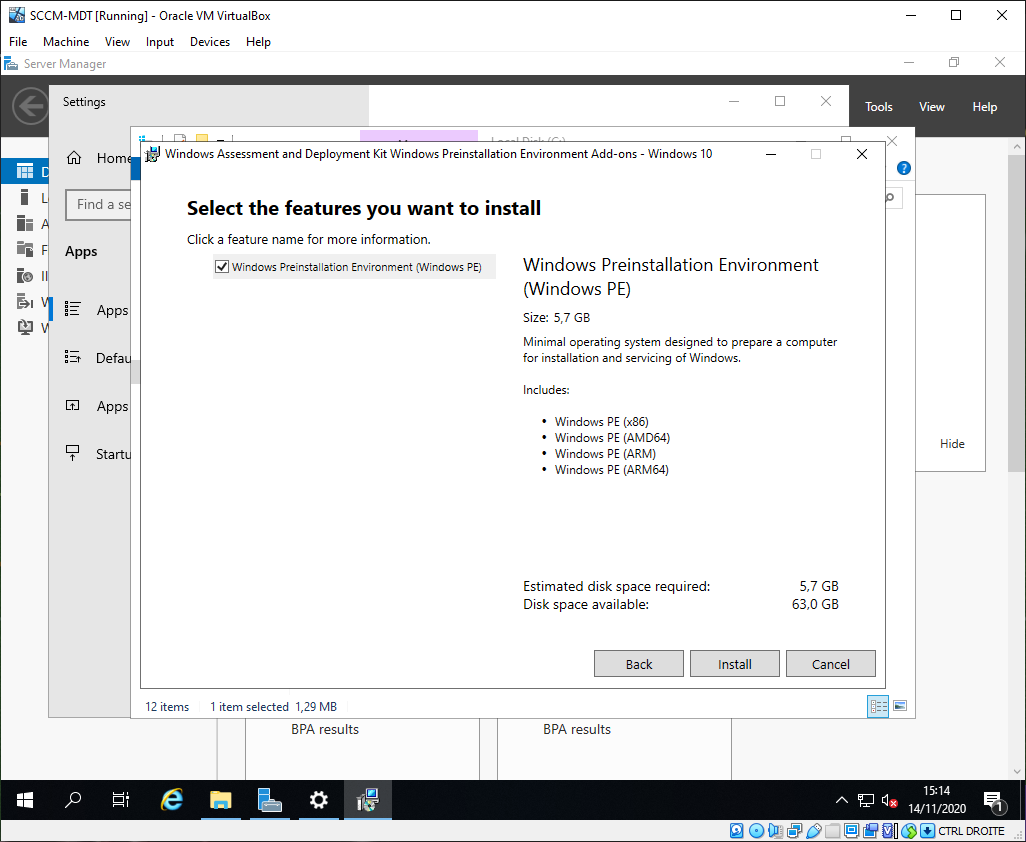 SCCM-MDT [Running] - Oracle VM VirtualBox
File Machine View Input Devices Help
Server Manager
Settings
Tools View Help
Local Disk (C:)
Home
Windows Assessment and Deployment Kit Windows Preinstallation Environment Add-ons - Windows 10
Find a se
Apps
Apps
Defau
Apps
Startu
Select the features you want to install
Click a feature name for more information.
Windows Preinstallation Environment (Windows PE)
Windows Preinstallation Environment
(Windows PE)
Size: 5,7 GB
Minimal operating system designed to prepare a computer
for installation and servicing of Windows.
Includes:
• Windows PE (x86)
• Windows PE (AMD64)
• Windows PE (ARM)
• Windows PE (ARM64)
Hide
Estimated disk space required: 5,7 GB
Disk space available: 63,0 GB
Back Install Cancel
12 items 1 item selected 1,29 MB
BPA results BPA results
15:14
14/11/2020
1
CTRL DROITE